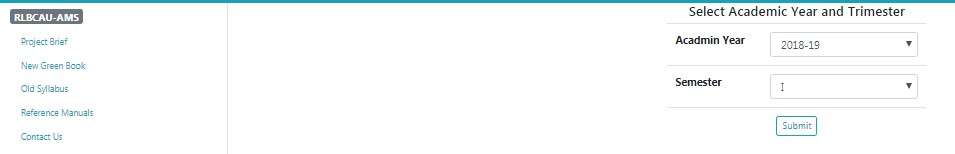 RLBCAU-AMS
Project Brief
New Green Book
Old Syllabus
Reference Manuals
Contact Us
Select Academic Year and Trimester
Acadmin Year
2018-19
Semester
I
Submit